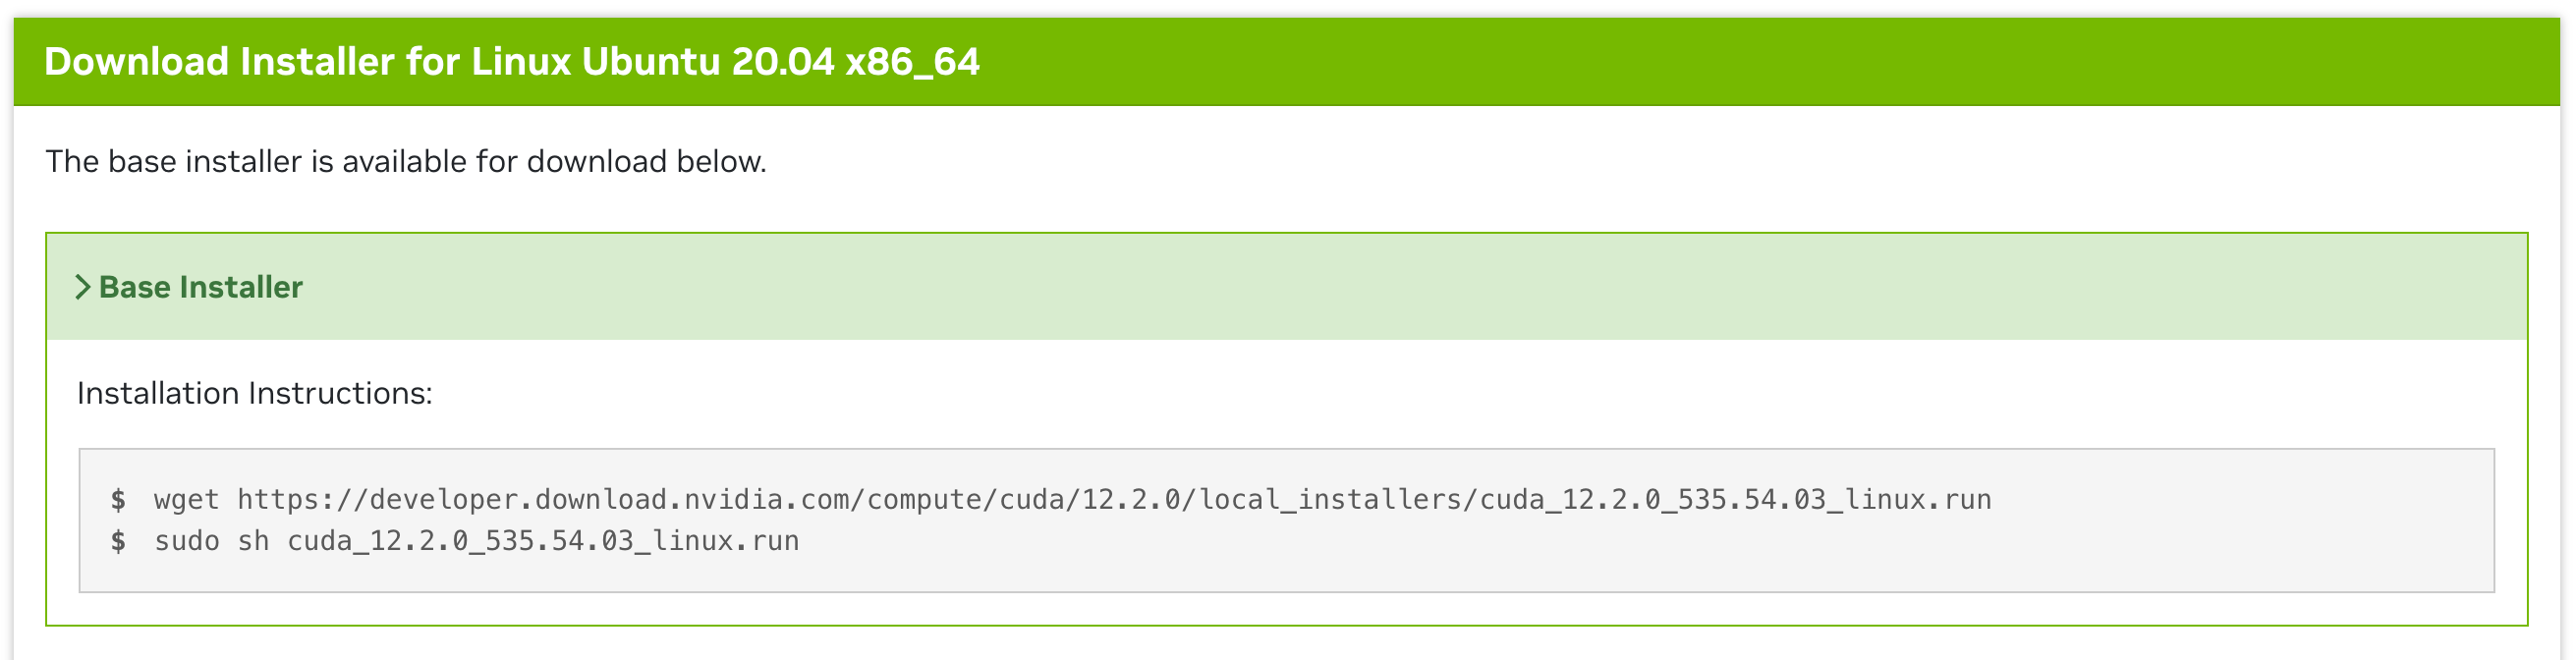 Download Installer for Linux Ubuntu 20.04 x86_64
The base installer is available for download below.
Base Installer
Installation Instructions:
$ wget https://developer.download.nvidia.com/compute/cuda/12.2.0/local_installers/cuda_12.2.0_535.54.03_linux.run
$ sudo sh cuda_12.2.0_535.54.03_linux.run